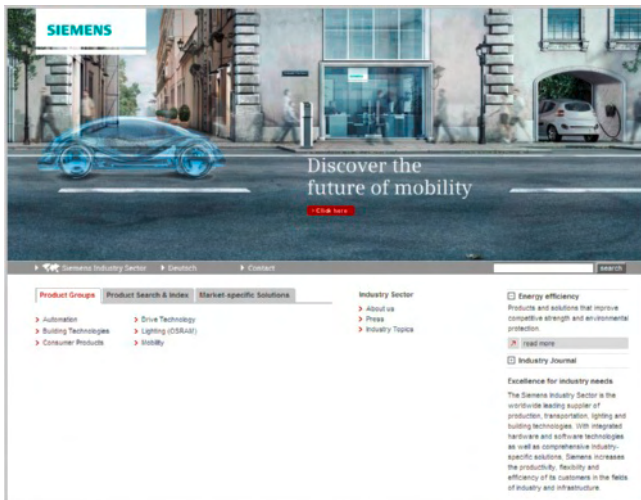 SIEMENS
SIEMENS
Discover the
future of mobility
Click here
Siemens Industry Sector
Deutsch
Contact
search
Product Groups
Product Search & Index
Market-specific Solutions
Automation
Building Technologies
Consumer Products
Drive Technology
Lighting (OSRAM)
Mobility
Industry Sector
About us
Press
Industry Topics
Energy efficiency
Products and solutions that improve
competitive strength and environmental
protection.
read more
Industry Journal
Excellence for industry needs
The Siemens Industry Sector is the
worldwide leading supplier of
production, transportation, lighting and
building technologies. With integrated
hardware and software technologies
as well as comprehensive industry-
specific solutions, Siemens increases
the productivity, flexibility and
efficiency of its customers in the fields
of industry and infrastructure.